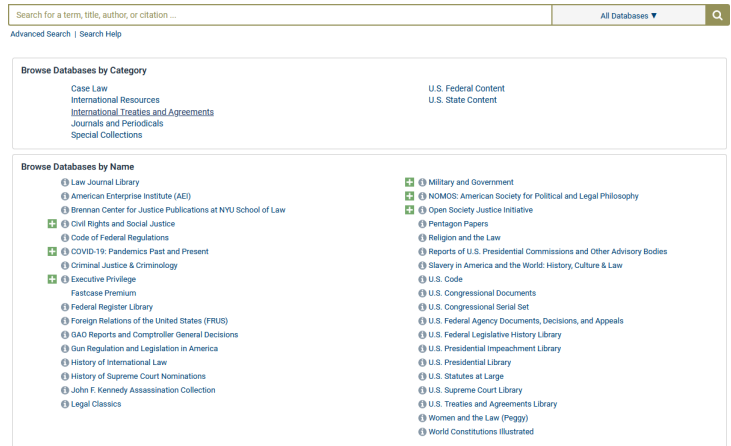 Search for a term, title, author, or citation ...
All Databases ▼
Advanced Search | Search Help
Browse Databases by Category
Case Law
International Resources
International Treaties and Agreements
Journals and Periodicals
Special Collections
U.S. Federal Content
U.S. State Content
Browse Databases by Name
Law Journal Library
American Enterprise Institute (AEI)
Brennan Center for Justice Publications at NYU School of Law
Civil Rights and Social Justice
Code of Federal Regulations
COVID-19: Pandemics Past and Present
Criminal Justice & Criminology
Executive Privilege
Fastcase Premium
Federal Register Library
Foreign Relations of the United States (FRUS)
GAO Reports and Comptroller General Decisions
Gun Regulation and Legislation in America
History of International Law
History of Supreme Court Nominations
John F. Kennedy Assassination Collection
Legal Classics
Military and Government
NOMOS: American Society for Political and Legal Philosophy
Open Society Justice Initiative
Pentagon Papers
Religion and the Law
Reports of U.S. Presidential Commissions and Other Advisory Bodies
Slavery in America and the World: History, Culture & Law
U.S. Code
U.S. Congressional Documents
U.S. Congressional Serial Set
U.S. Federal Agency Documents, Decisions, and Appeals
U.S. Federal Legislative History Library
U.S. Presidential Impeachment Library
U.S. Presidential Library
U.S. Statutes at Large
U.S. Supreme Court Library
U.S. Treaties and Agreements Library
Women and the Law (Peggy)
World Constitutions Illustrated